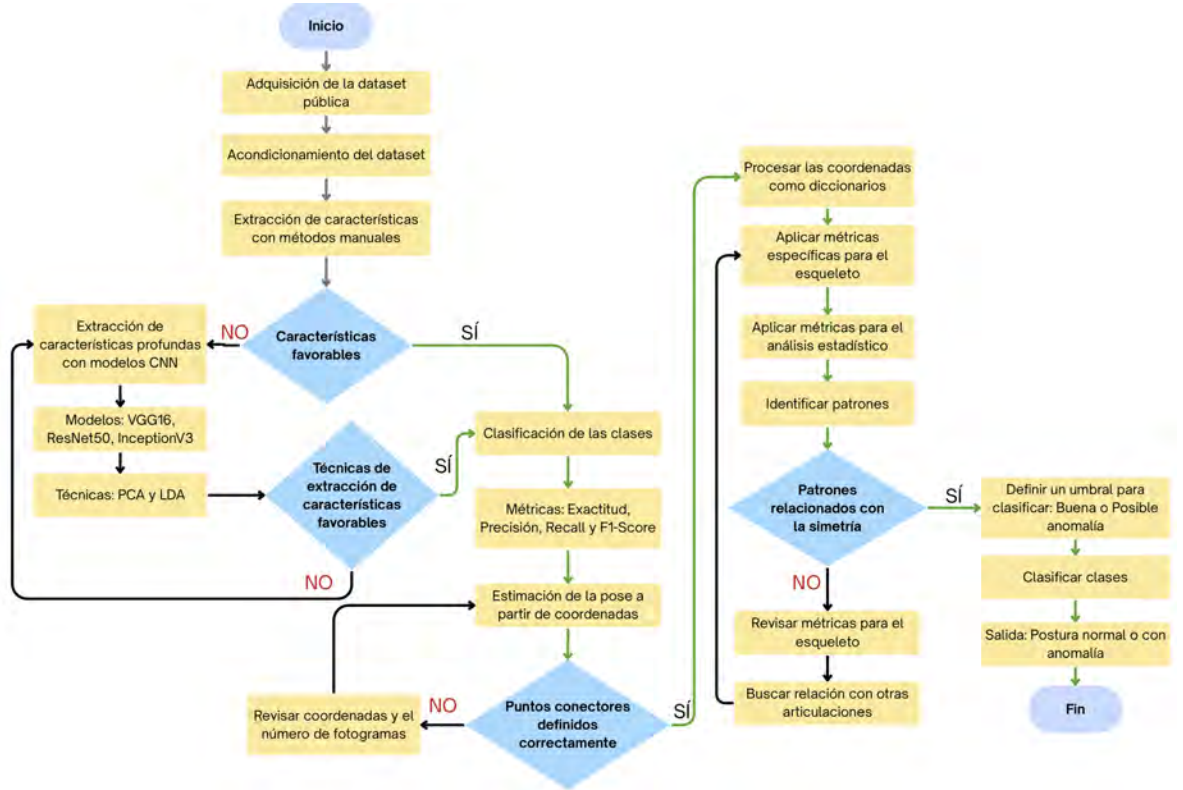 Inicio
Adquisición de la dataset
pública
Acondicionamiento del dataset
Extracción de características
con métodos manuales
Características
favorables
NO
SÍ
Extracción de
características profundas
con modelos CNN
Modelos: VGG16,
ResNet50, InceptionV3
Técnicas: PCA y LDA
Técnicas de
extracción de
características
favorables
SÍ
NO
Clasificación de las clases
Métricas: Exactitud,
Precisión, Recall y F1-Score
Estimación de la pose a
partir de coordenadas
Puntos conectores
definidos
correctamente
NO
Revisar coordenadas y el
número de fotogramas
SÍ
Procesar las coordenadas
como diccionarios
Aplicar métricas
específicas para el
esqueleto
Aplicar métricas para el
análisis estadístico
Identificar patrones
Patrones
relacionados con
la simetría
NO
Revisar métricas para el
esqueleto
Buscar relación con otras
articulaciones
SÍ
Definir un umbral para
clasificar: Buena o Posible
anomalía
Clasificar clases
Salida: Postura normal o con
anomalía
Fin